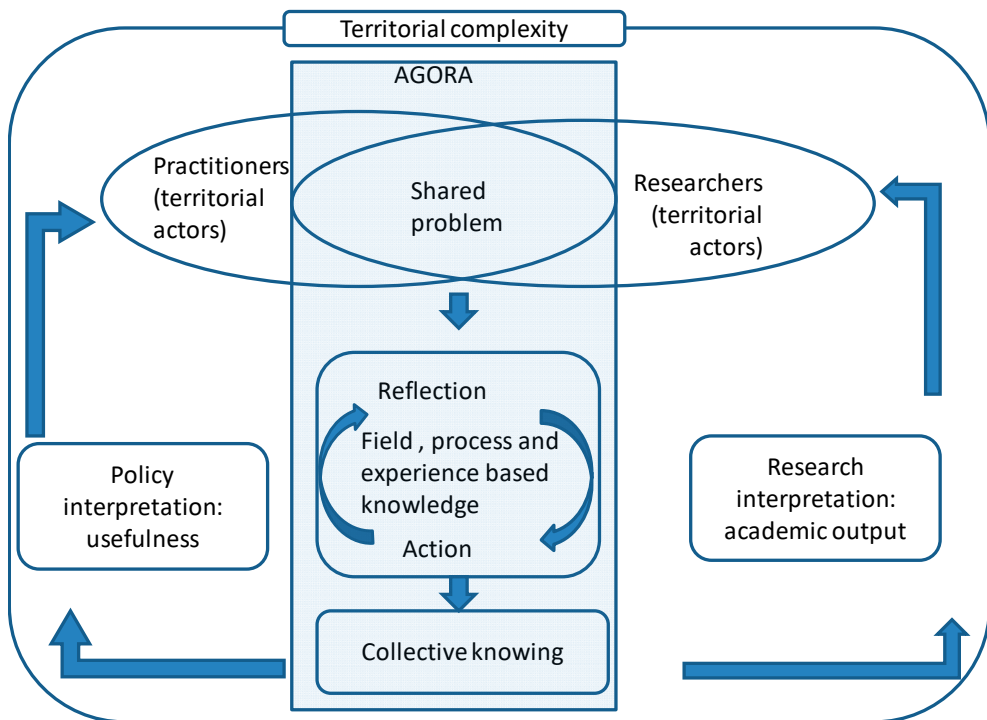 Territorial complexity
AGORA
Practitioners
(territorial
actors)
Shared
problem
Researchers
(territorial
actors)
Reflection
Field , process and
experience based
knowledge
Action
Policy
interpretation:
usefulness
Research
interpretation:
academic output
Collective knowing